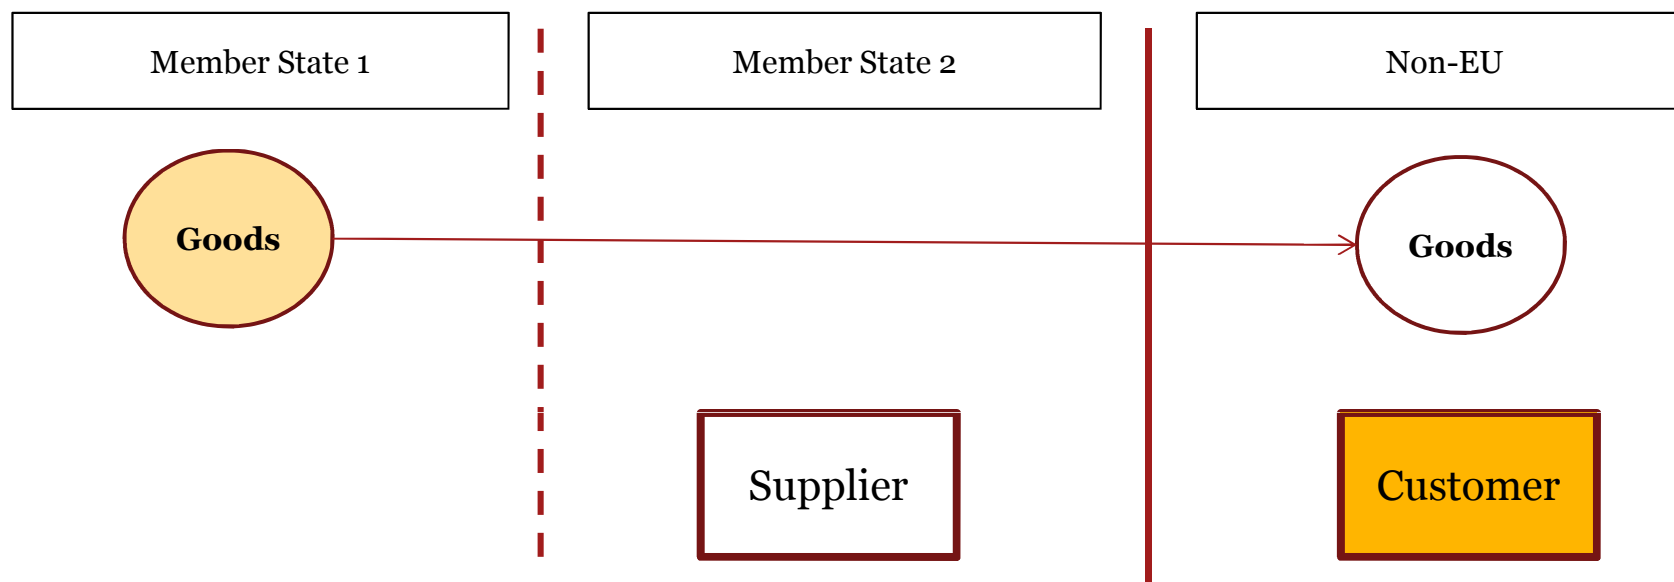 Member State 1
Member State 2
Non-EU
Goods
Goods
Supplier
Customer